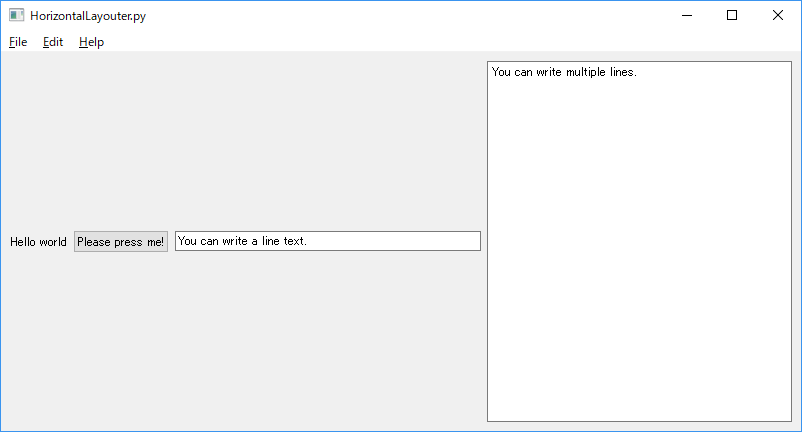 HorizontalLayouter.py
File Edit Help
You can write multiple lines.
Hello world Please press me! You can write a line text.